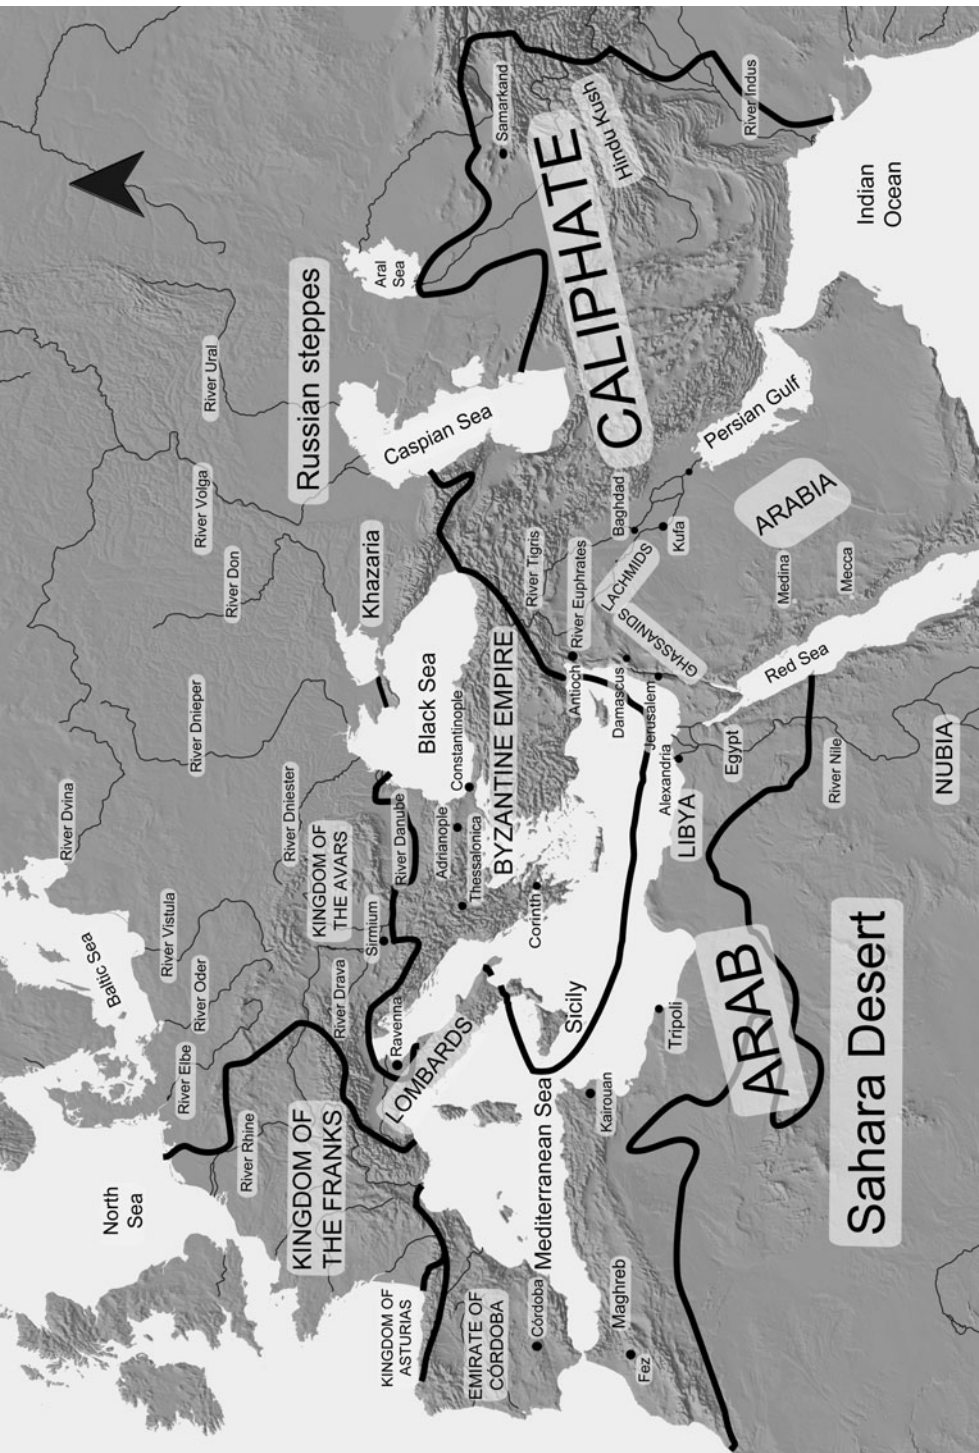 North
Sea
Baltic Sea
River Dvina
River Elbe
River Oder
River Vistula
River Rhine
River Drava
River Dniester
River Dnieper
River Don
River Volga
River Ural
KINGDOM OF
THE FRANKS
KINGDOM OF
THE AVARS
Khazaria
Russian steppes
Aral
Sea
KINGDOM OF
ASTURIAS
Ravenna
Sirmium
River Danube
Black Sea
Caspian Sea
LOMBARDS
Adrianople
Constantinople
Thessalonica
EMIRATE OF
CÓRDOBA
BYZANTINE EMPIRE
Samarkand
Córdoba
Mediterranean Sea
Corinth
River Tigris
CALIPHATE
Hindu Kush
Sicily
Antioch
River Euphrates
Kairouan
Damascus
LACHMIDS
Baghdad
Maghreb
Fez
Jerusalem
GHASSANIDS
Kufa
Tripoli
Alexandria
LIBYA
Persian Gulf
River Indus
Egypt
ARAB
Red Sea
Medina
Mecca
ARABIA
River Nile
Sahara Desert
NUBIA
Indian
Ocean